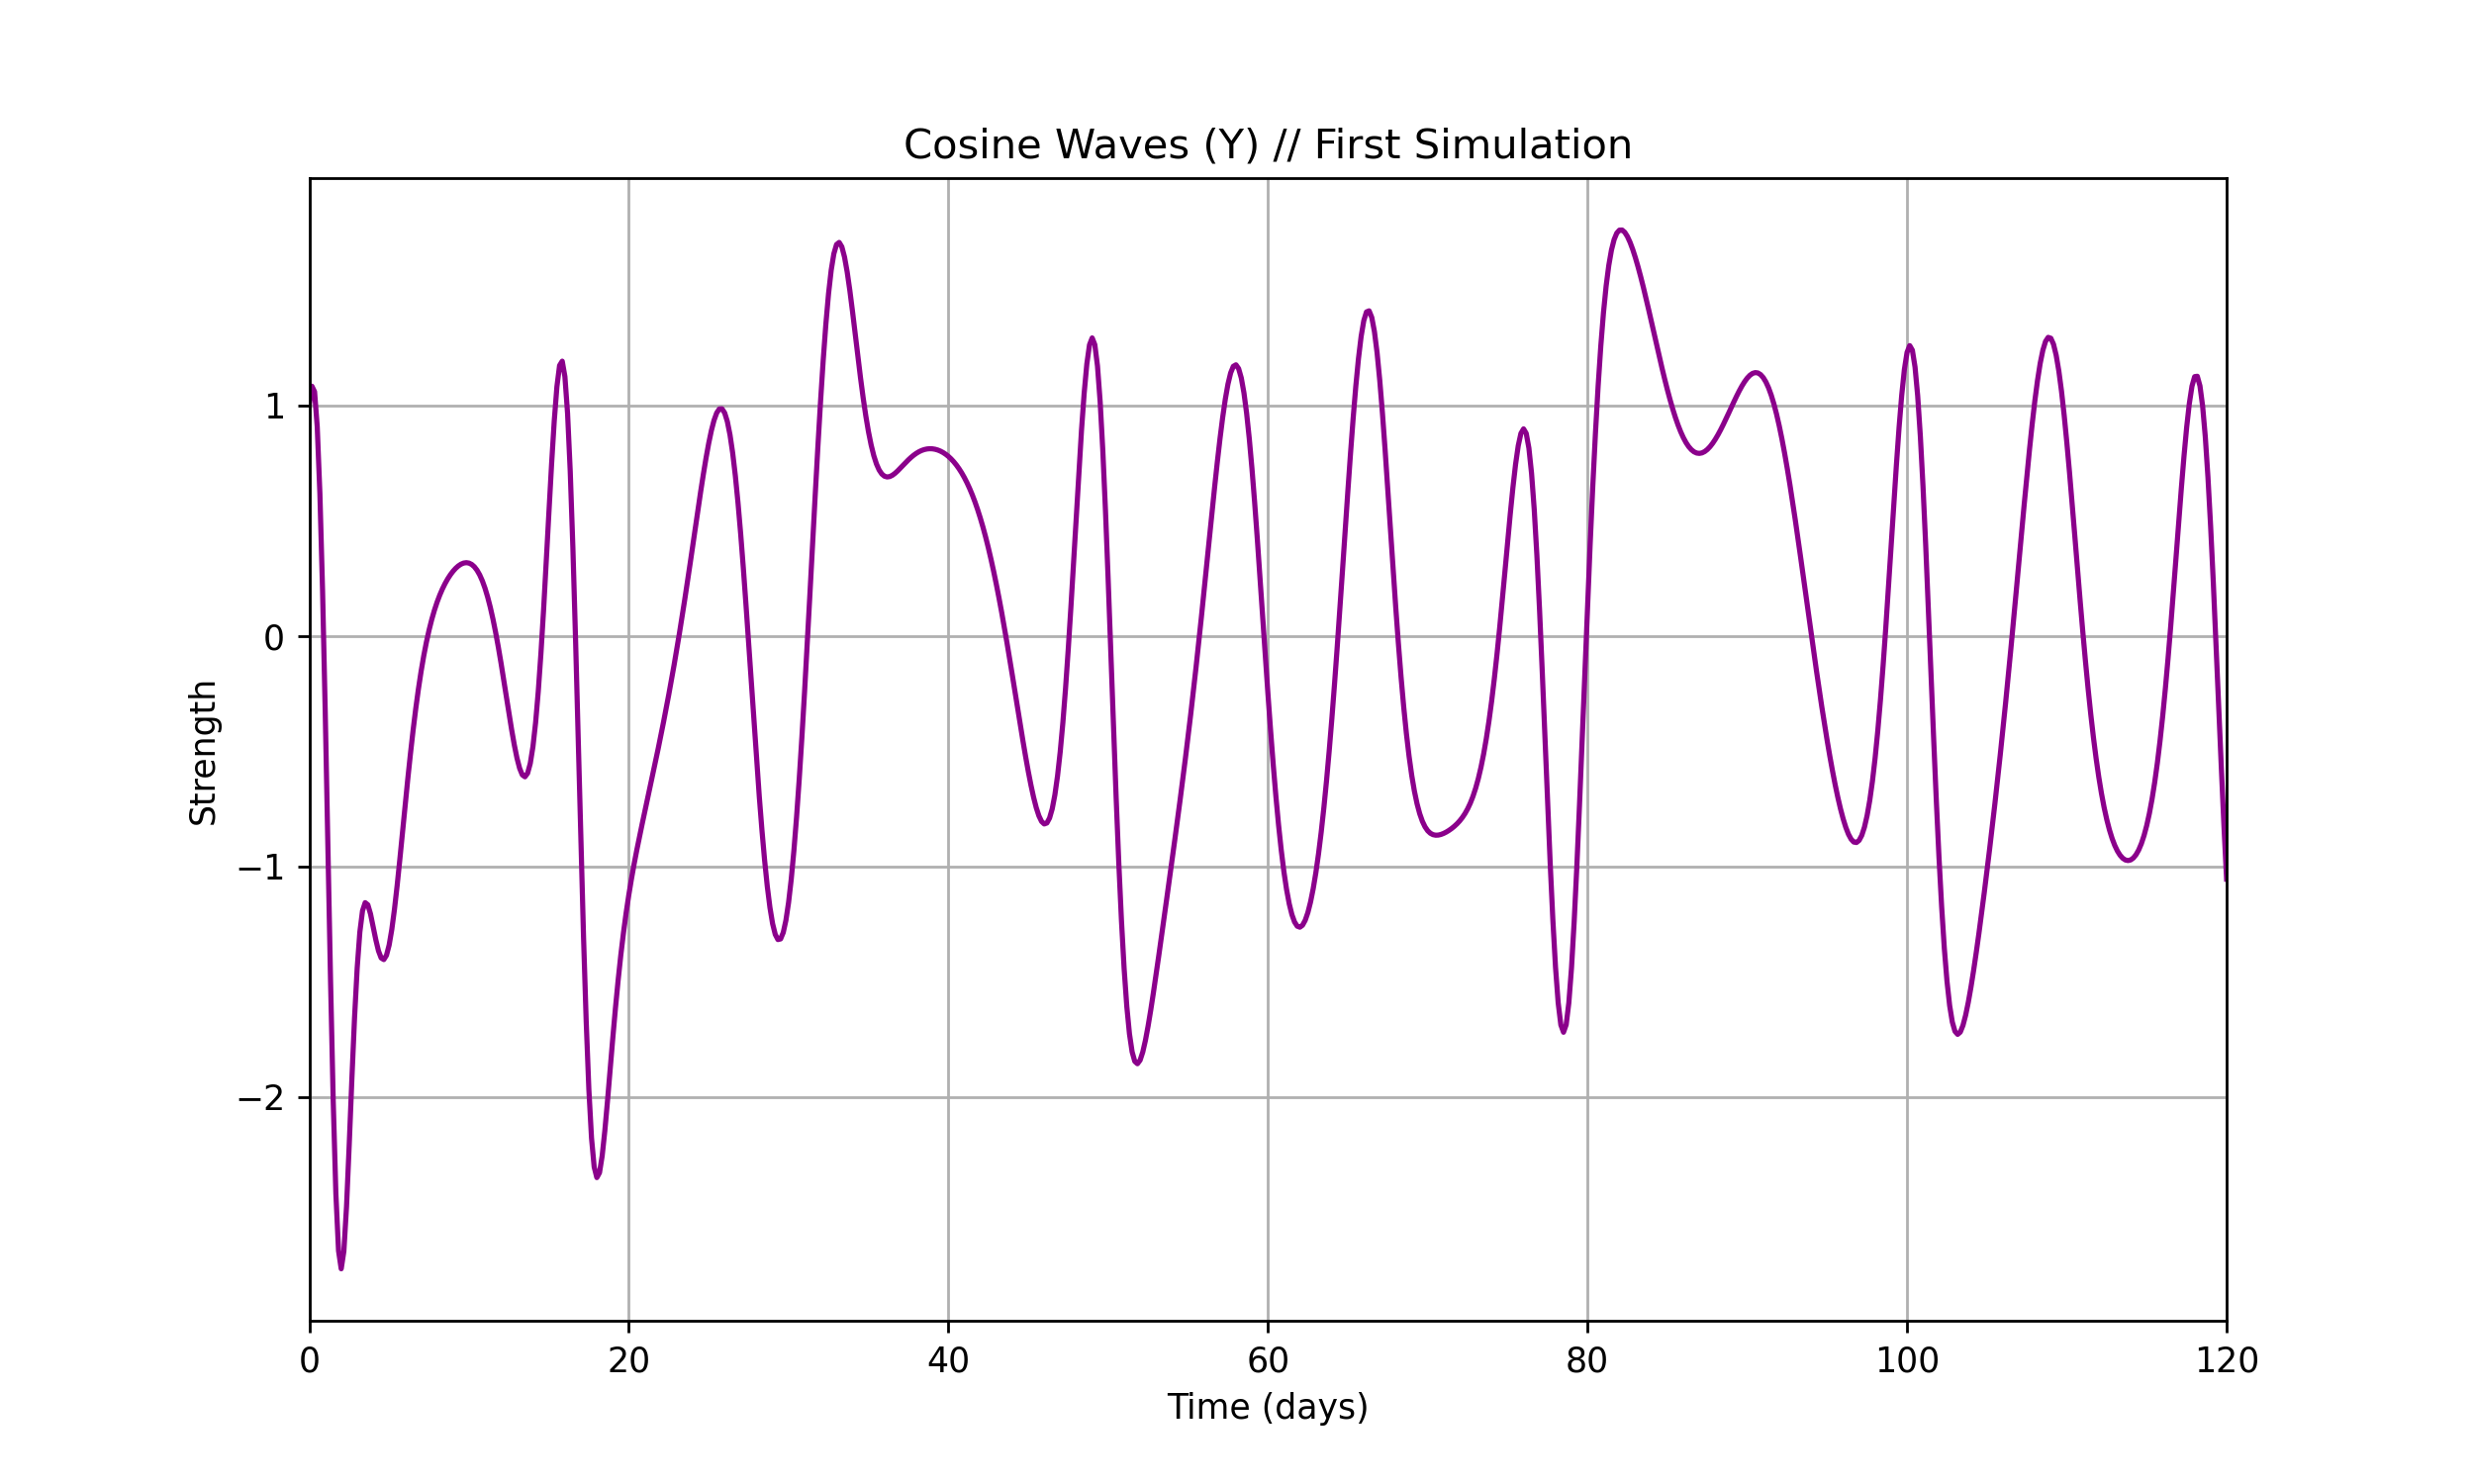 Cosine Waves (Y) // First Simulation
Strength
1
0
−1
−2
0 20 40 60 80 100 120
Time (days)